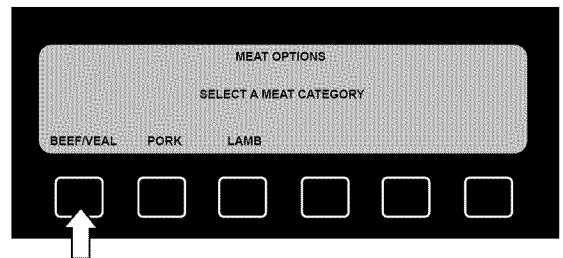 MEAT OPTIONS
SELECT A MEAT CATEGORY
BEEF/VEAL PORK LAMB